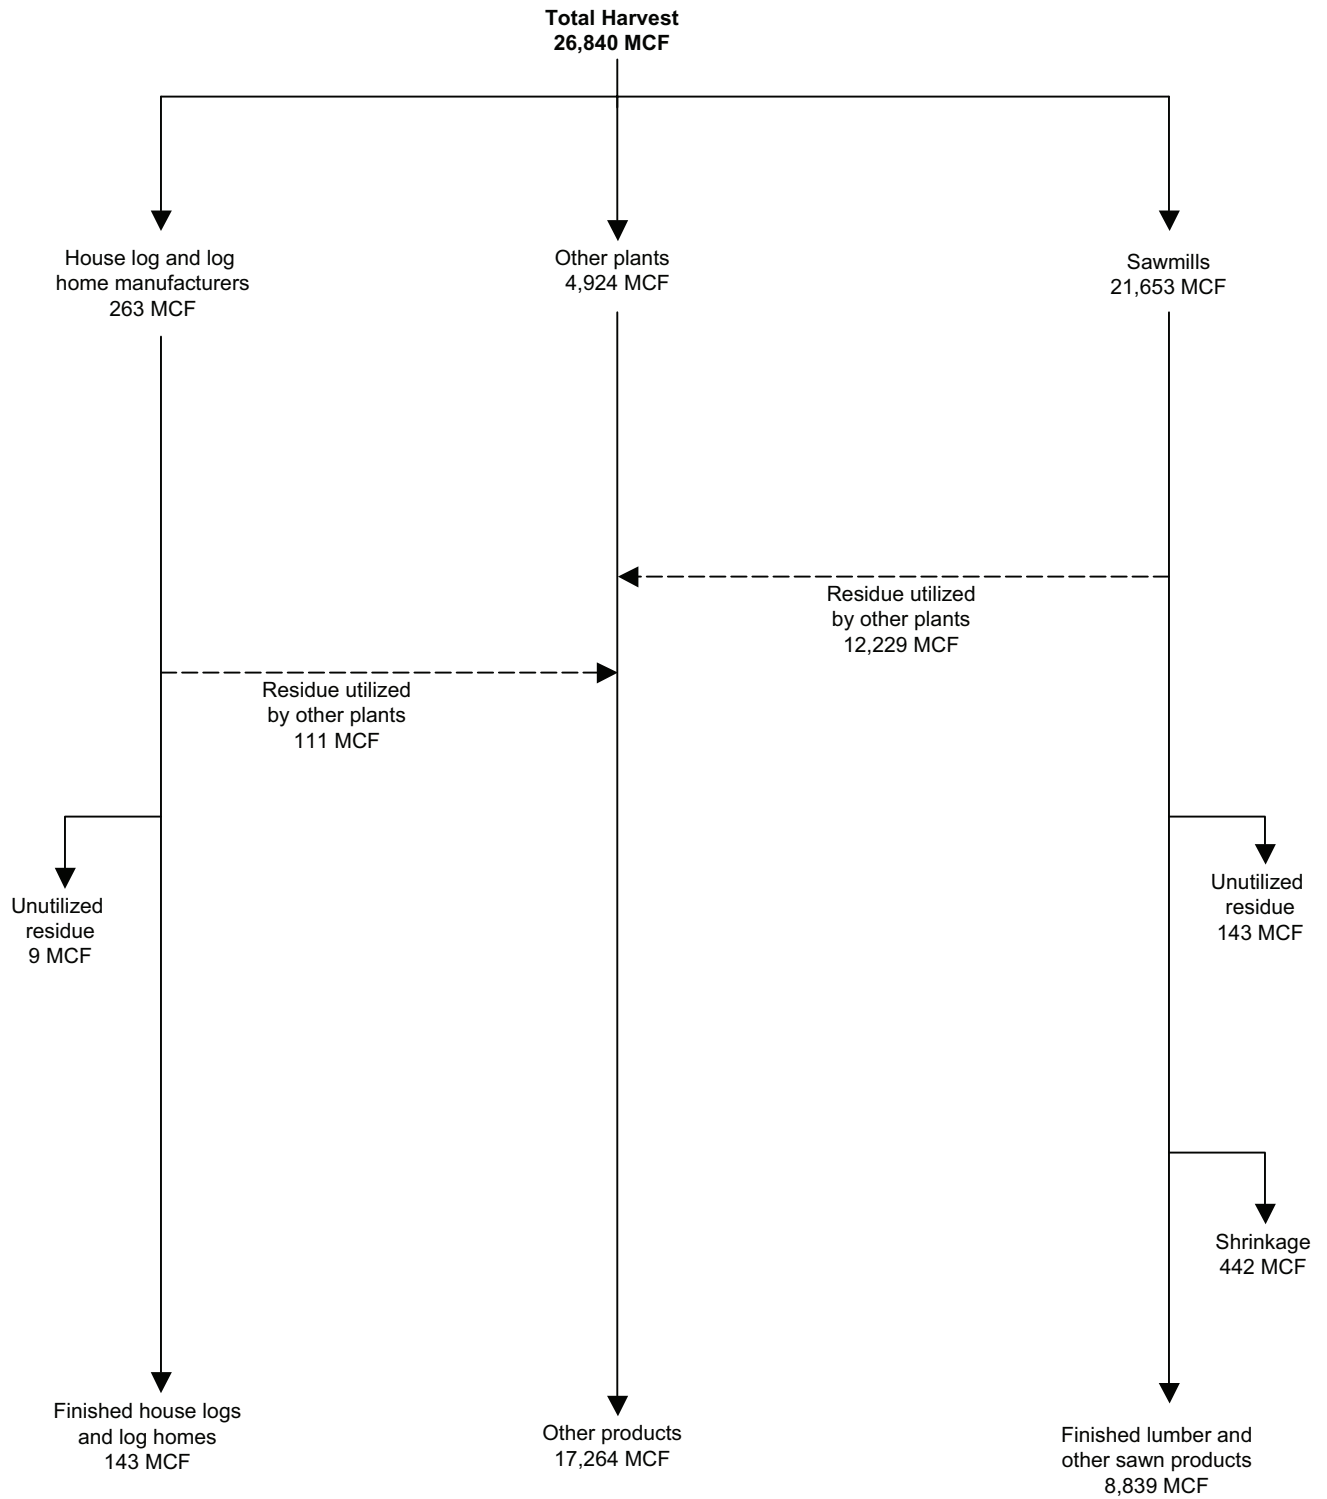 Total Harvest
26,840 MCF
House log and log
home manufacturers
263 MCF
Other plants
4,924 MCF
Sawmills
21,653 MCF
Residue utilized
by other plants
12,229 MCF
Residue utilized
by other plants
111 MCF
Unutilized
residue
9 MCF
Unutilized
residue
143 MCF
Shrinkage
442 MCF
Finished house logs
and log homes
143 MCF
Other products
17,264 MCF
Finished lumber and
other sawn products
8,839 MCF